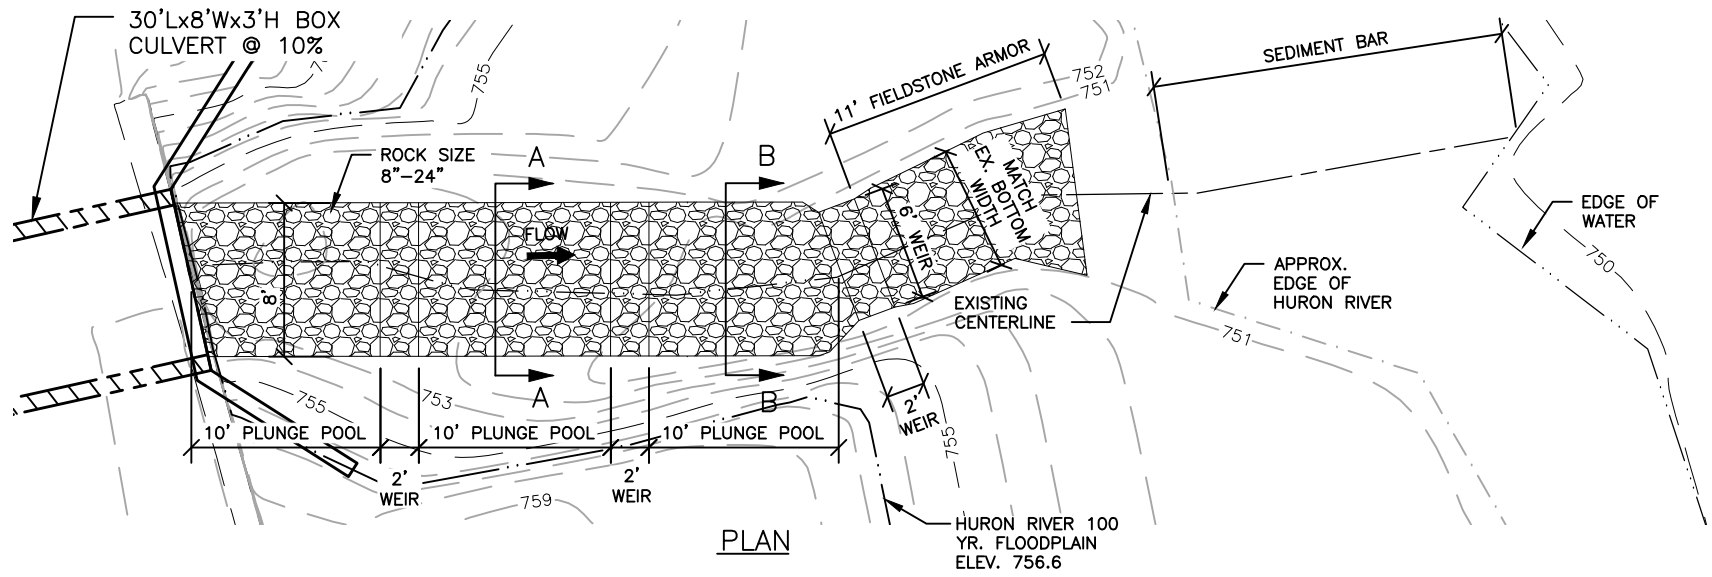 30'Lx8'Wx3'H BOX
CULVERT @ 10%
755
ROCK SIZE
8"-24"
A
B
11' FIELDSTONE ARMOR
752
751
SEDIMENT BAR
MATCH
EX. BOTTOM
WIDTH
6' WEIR
FLOW
8'
EDGE OF
WATER
750
APPROX.
EDGE OF
HURON RIVER
EXISTING
CENTERLINE
751
755
753
A
B
2'
WEIR
755
10' PLUNGE POOL
10' PLUNGE POOL
10' PLUNGE POOL
2'
WEIR
2'
WEIR
759
HURON RIVER 100
YR. FLOODPLAIN
ELEV. 756.6
PLAN